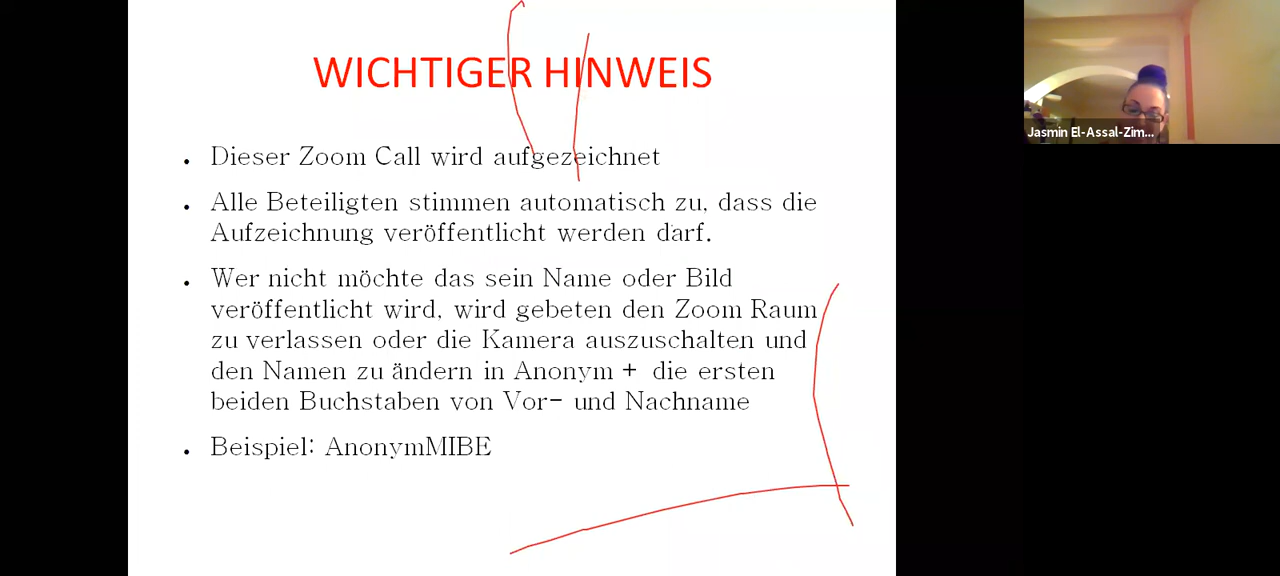 WICHTIGER HINWEIS
• Dieser Zoom Call wird aufgezeichnet
• Alle Beteiligten stimmen automatisch zu, dass die
Aufzeichnung veröffentlicht werden darf.
• Wer nicht möchte das sein Name oder Bild
veröffentlicht wird, wird gebeten den Zoom Raum
zu verlassen oder die Kamera auszuschalten und
den Namen zu ändern in Anonym + die ersten
beiden Buchstaben von Vor- und Nachname
• Beispiel: AnonymMIBE
Jasmin El-Assal-Zim...